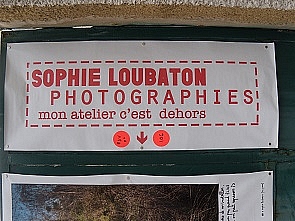 SOPHIE LOUBATON
PHOTOGRAPHIES
mon atelier c'est dehors